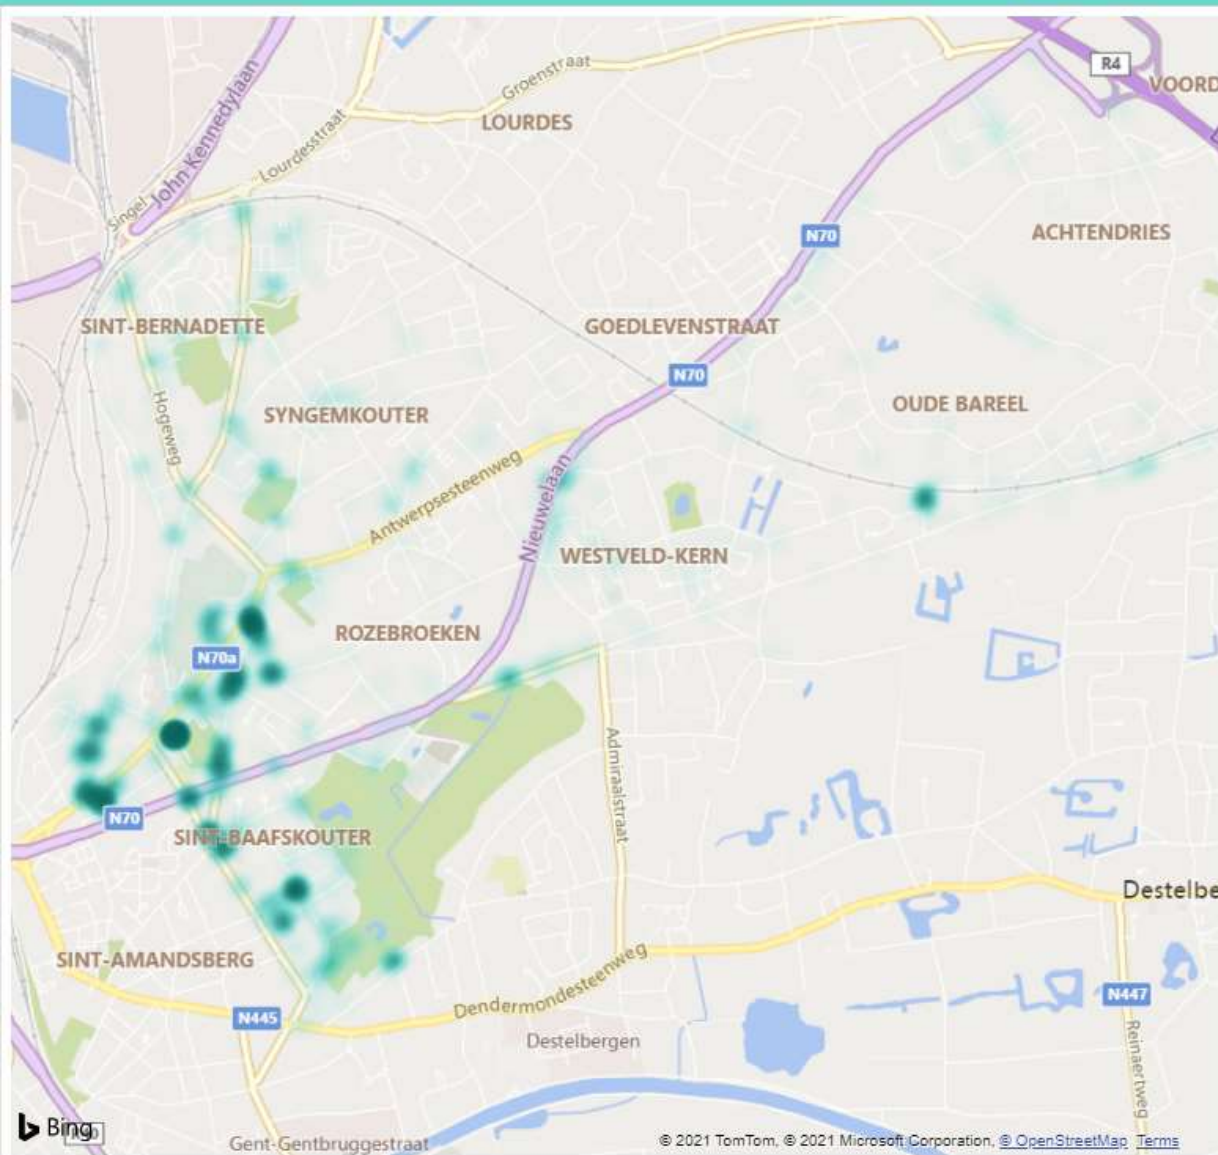 R4
VOORD
Groenstraat
LOURDES
John Kennedylaan
Lourdesstraat
Singel
N70
ACHTENDRIES
SINT-BERNADETTE
GOEDLEVENSTRAAT
N70
Hogeweg
SYNGEMKOUTER
OUDE BAREEL
Antwerpsesteenweg
Nieuwelaan
WESTVELD-KERN
ROZEBROEKEN
N70a
Admiraalstraat
N70
SINT-BAAFSKOUTER
Destelbe
SINT-AMANDSBERG
Dendermondesteenweg
N445
N447
Destelbergen
Reinaertweg
Bing
Gent-Gentbruggestraat
© 2021 TomTom, © 2021 Microsoft Corporation, © OpenStreetMap Terms